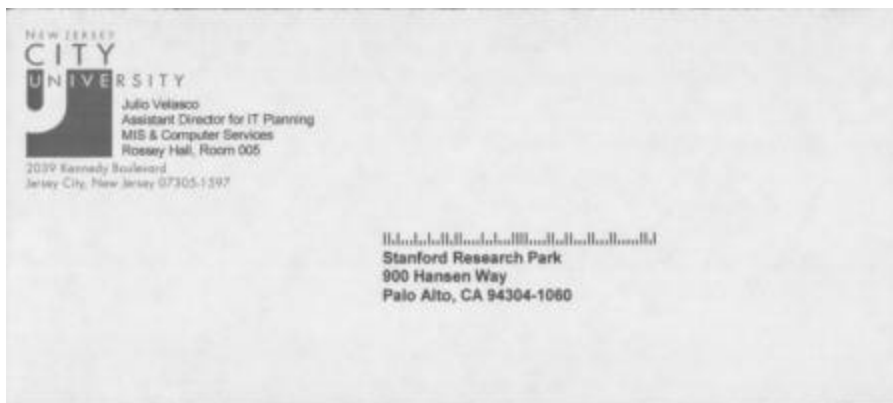 NEW JERSEY
CITY
UNIVERSITY
Julio Velasco
Assistant Director for IT Planning
MIS & Computer Services
Rossey Hall, Room 005
2039 Kennedy Boulevard
Jersey City, New Jersey 07305-1597
Stanford Research Park
900 Hansen Way
Palo Alto, CA 94304-1060